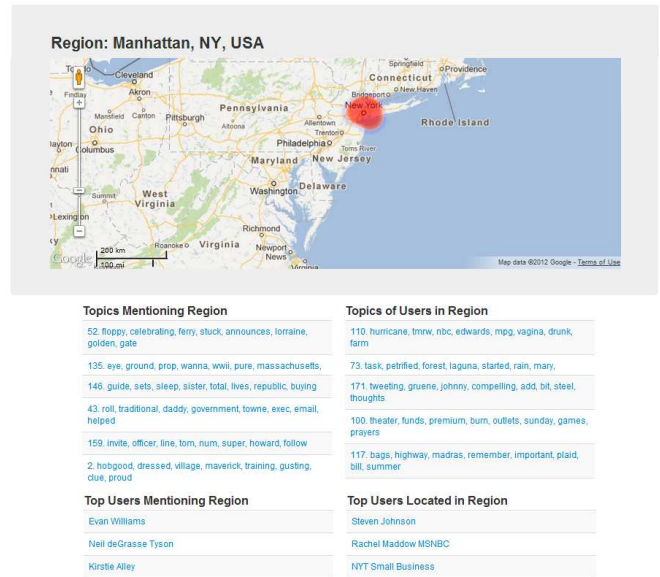 Region: Manhattan, NY, USA
Toledo
Cleveland
Springfield
Providence
Connecticut
Findlay
Akron
Bridgeport
New Haven
New York
Mansfield
Canton
Pittsburgh
Pennsylvania
Altoona
Allentown
Trenton
Rhode Island
Ohio
Columbus
Philadelphia
Toms River
Maryland
New Jersey
Summit
West
Virginia
Washington
Delaware
Lexington
Richmond
Roanoke
Virginia
Newport
News
200 km
100 mi
Google
Virginia
Map data ©2012 Google - Terms of Use
Topics Mentioning Region
52. floppy, celebrating, ferry, stuck, announces, lorraine,
golden, gate
135. eye, ground, prop, wanna, wwii, pure, massachusetts,
146. guide, sets, sleep, sister, total, lives, republic, buying
43. roll, traditional, daddy, government, towne, exec, email,
helped
159. invite, officer, line, tom, num, super, howard, follow
2. hobgood, dressed, village, maverick, training, gusting,
clue, proud
Topics of Users in Region
110. hurricane, tmrw, nbc, edwards, mpg, vagina, drunk,
farm
73. task, petrified, forest, laguna, started, rain, mary,
171. tweeting, gruene, johnny, compelling, add, bit, steel,
thoughts
100. theater, funds, premium, burn, outlets, sunday, games,
prayers
117. bags, highway, madras, remember, important, plaid,
bill, summer
Top Users Mentioning Region
Evan Williams
Neil deGrasse Tyson
Kirstie Alley
Top Users Located in Region
Steven Johnson
Rachel Maddow MSNBC
NYT Small Business